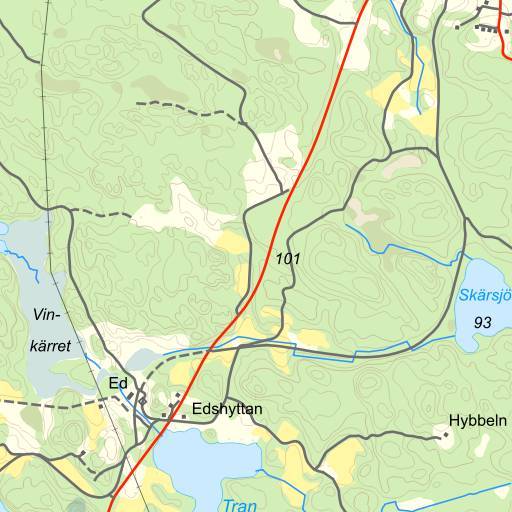 101
Skärsjö
93
Vin-
kärret
Ed
Edshyttan
Hybbeln
Tran